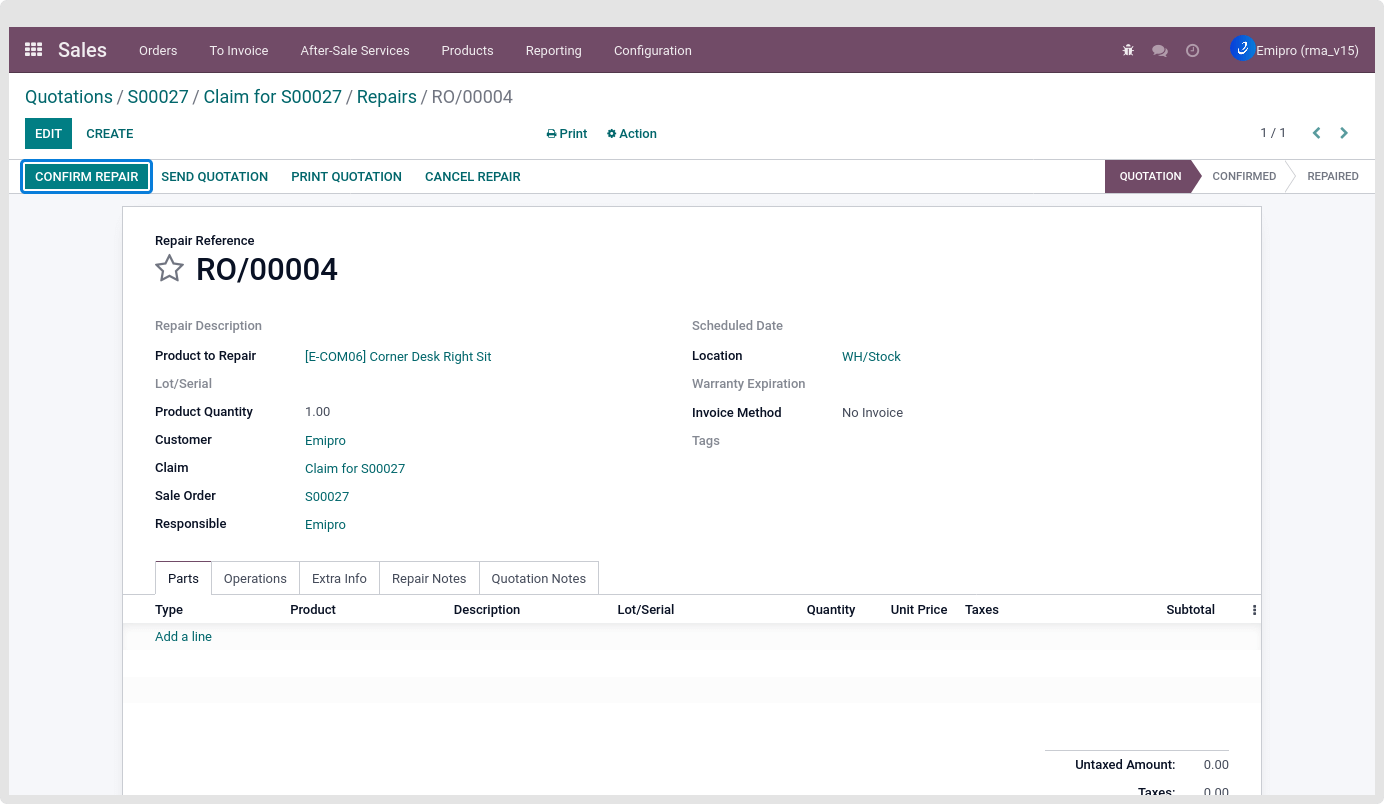 Sales Orders To Invoice After-Sale Services Products Reporting Configuration Emipro (rma_v15)
Quotations / S00027 / Claim for S00027 / Repairs / RO/00004
EDIT CREATE Print Action 1 / 1
CONFIRM REPAIR SEND QUOTATION PRINT QUOTATION CANCEL REPAIR QUOTATION CONFIRMED REPAIRED
Repair Reference
RO/00004
Repair Description Scheduled Date
Product to Repair [E-COM06] Corner Desk Right Sit Location WH/Stock
Lot/Serial Warranty Expiration
Product Quantity 1.00 Invoice Method No Invoice
Customer Emipro Tags
Claim Claim for S00027
Sale Order S00027
Responsible Emipro
Parts Operations Extra Info Repair Notes Quotation Notes
Type Product Description Lot/Serial Quantity Unit Price Taxes Subtotal
Add a line
Untaxed Amount: 0.00
Taxes: 0.00